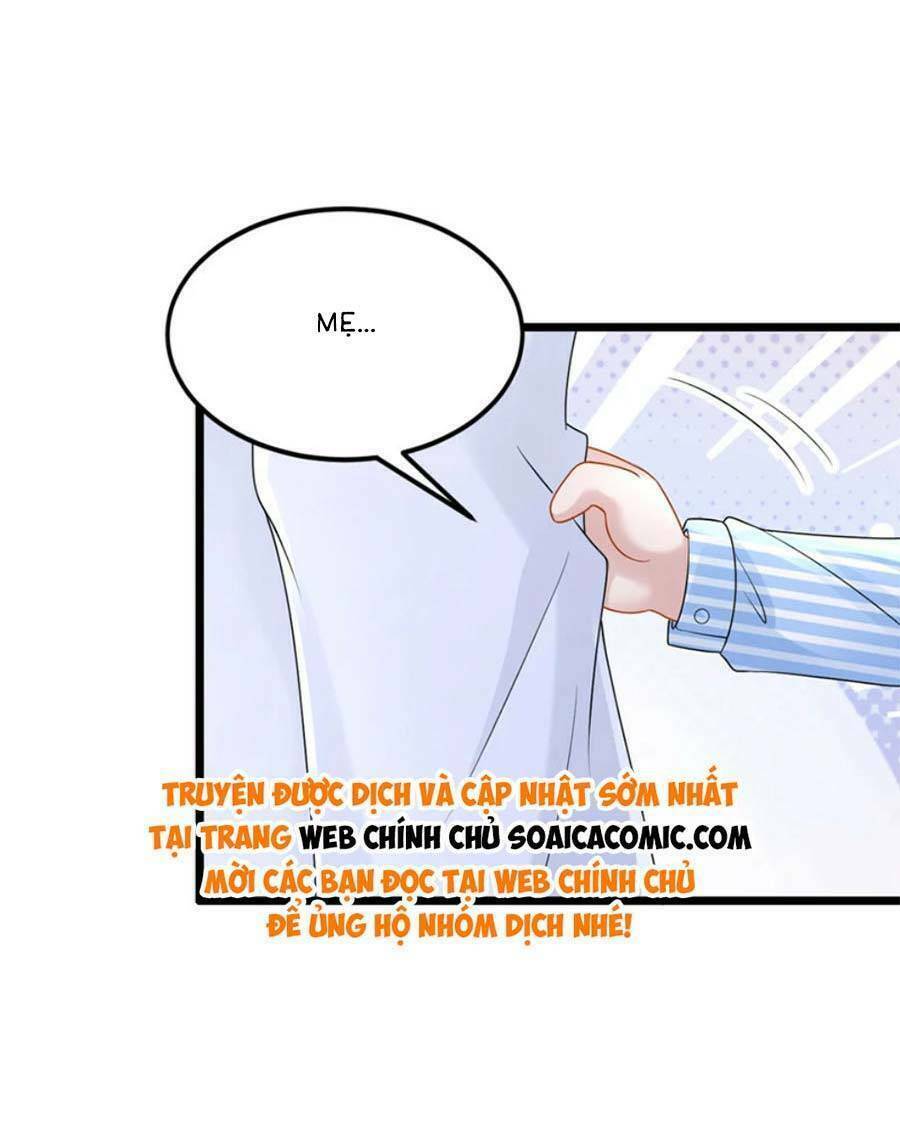 MẸ...
TRUYỆN ĐƯỢC DỊCH VÀ CẬP NHẬT SỚM NHẤT
TẠI TRANG WEB CHÍNH CHỦ SOAICACOMIC.COM
MỜI CÁC BẠN ĐỌC TẠI WEB CHÍNH CHỦ
ĐỂ ỦNG HỘ NHÓM DỊCH NHÉ!